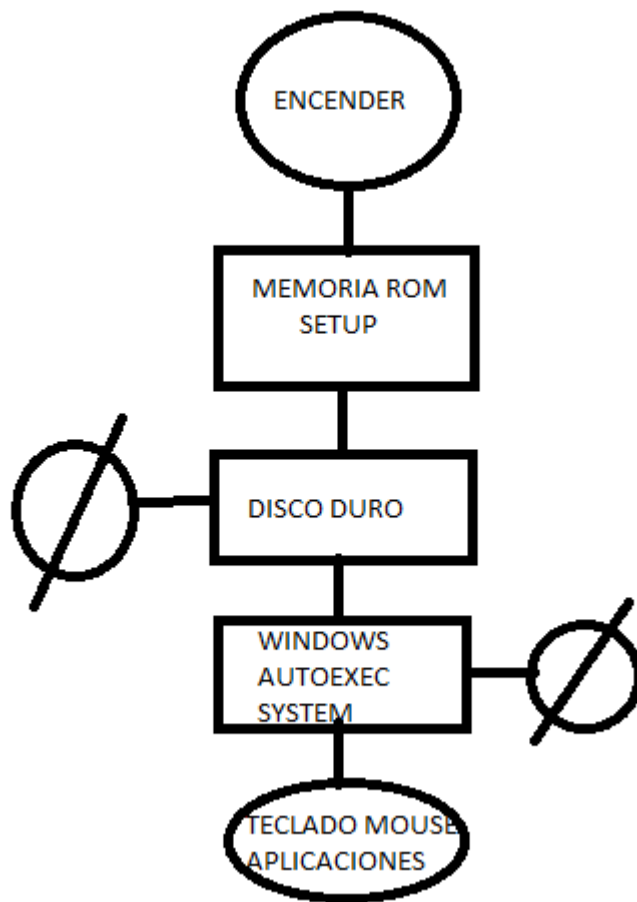 ENCENDER
MEMORIA ROM
SETUP
DISCO DURO
WINDOWS
AUTOEXEC
SYSTEM
TECLADO MOUSE
APLICACIONES